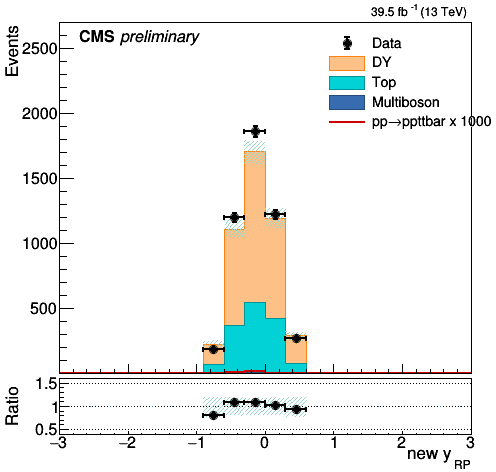 39.5 fb⁻¹ (13 TeV)
CMS preliminary
Events
2500
2000
1500
1000
500
Data
DY
Top
Multiboson
pp→ppttbar x 1000
Ratio
1.5
1
0.5
−3 −2 −1 0 1 2 3
new y_RP